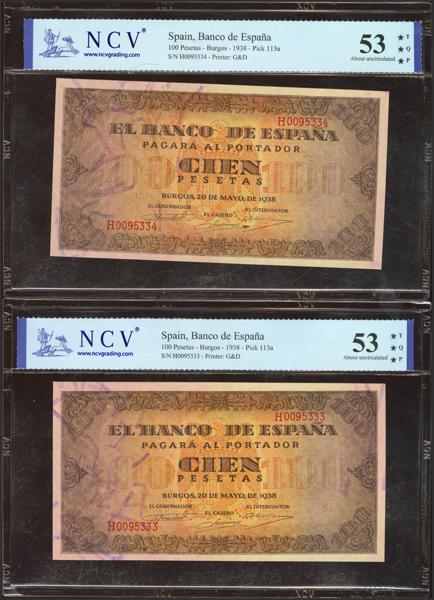 NCV
www.ncvgrading.com
Spain, Banco de España
100 Pesetas - Burgos - 1938 - Pick 113a
S/N H0095334 - Printer: G&D
53
About uncirculated
★ T
★ Q
★ P
NCV
NCV
H0095334
EL BANCO DE ESPAÑA
PAGARÁ AL PORTADOR
CIEN
PESETAS
BURGOS, 20 DE MAYO, DE 1938
EL GOBERNADOR
EL CAJERO
EL INTERVENTOR
H0095334
NCV
www.ncvgrading.com
Spain, Banco de España
100 Pesetas - Burgos - 1938 - Pick 113a
S/N H0095333 - Printer: G&D
53
About uncirculated
★ T
★ Q
★ P
NCV
NCV
H0095333
EL BANCO DE ESPAÑA
PAGARÁ AL PORTADOR
CIEN
PESETAS
BURGOS, 20 DE MAYO, DE 1938
EL GOBERNADOR
EL CAJERO
EL INTERVENTOR
H0095333